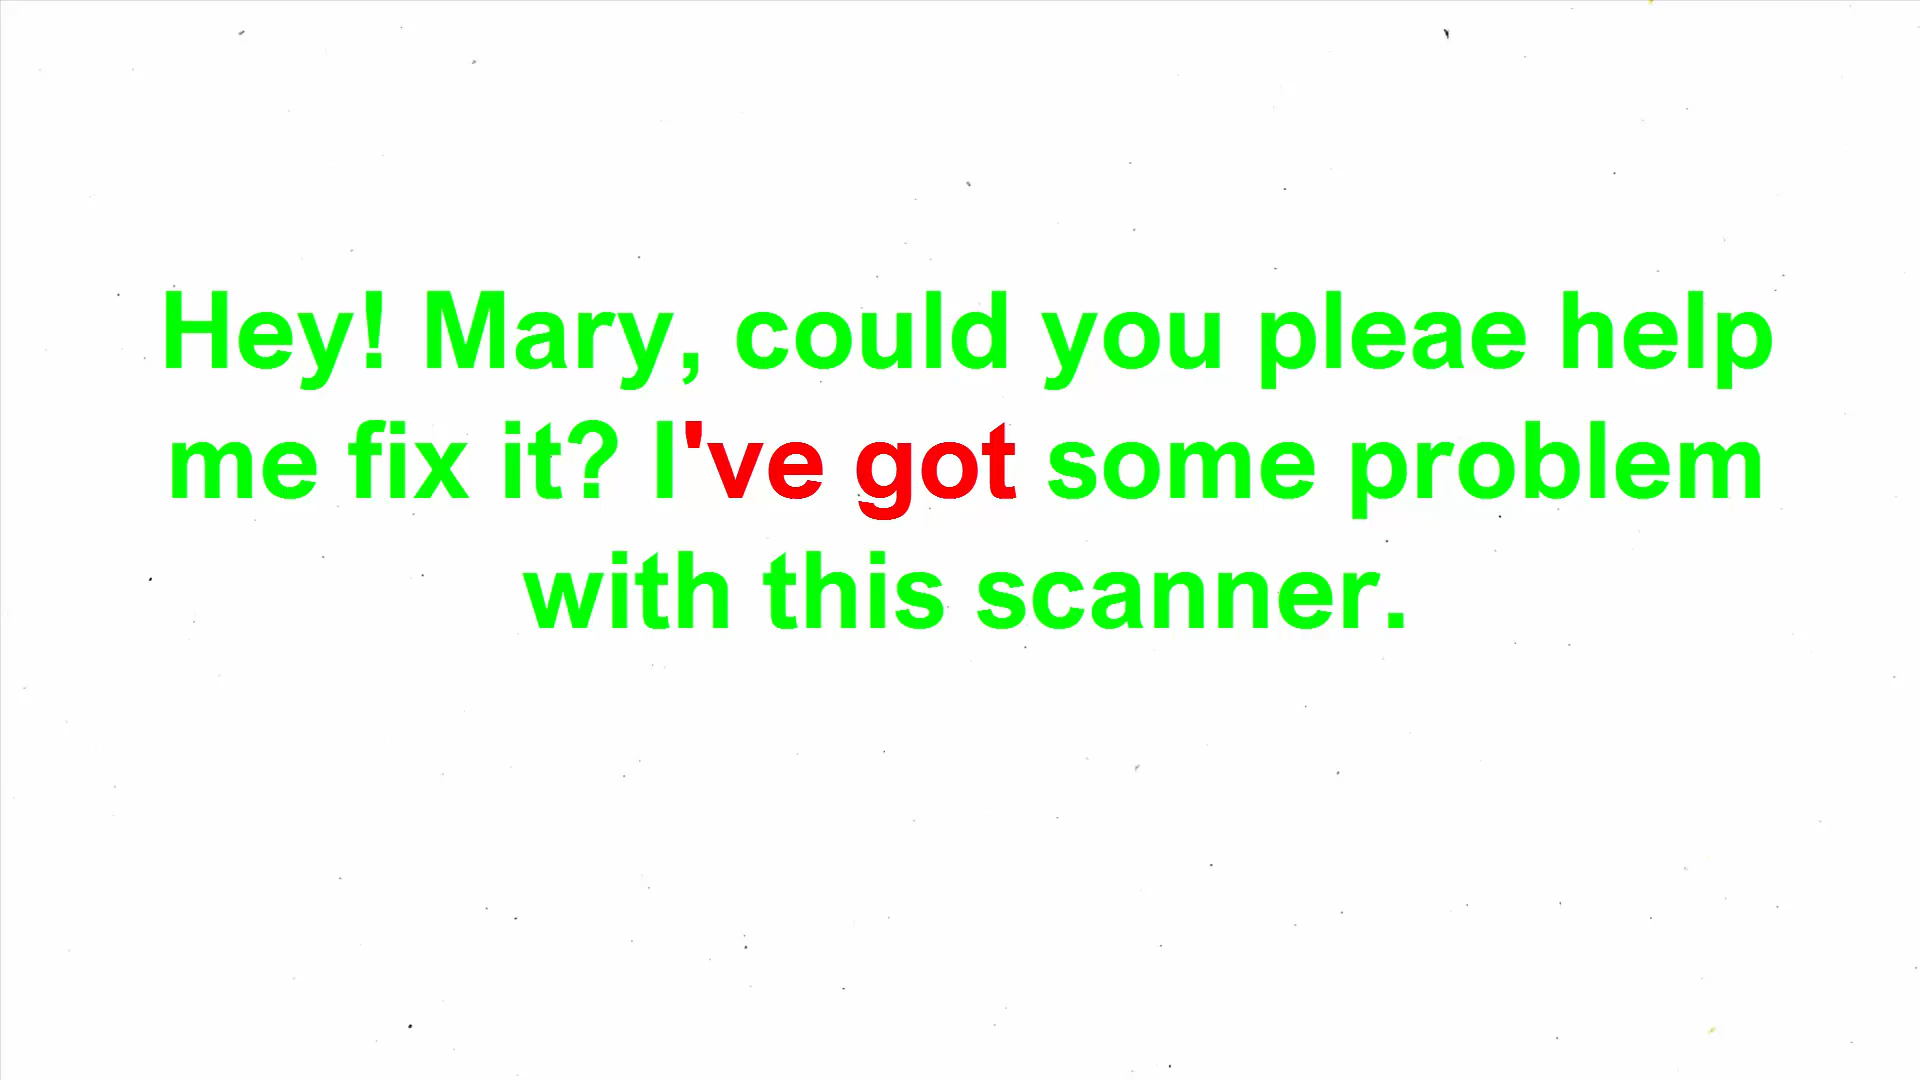 Hey! Mary, could you pleae help
me fix it? I've got some problem
with this scanner.